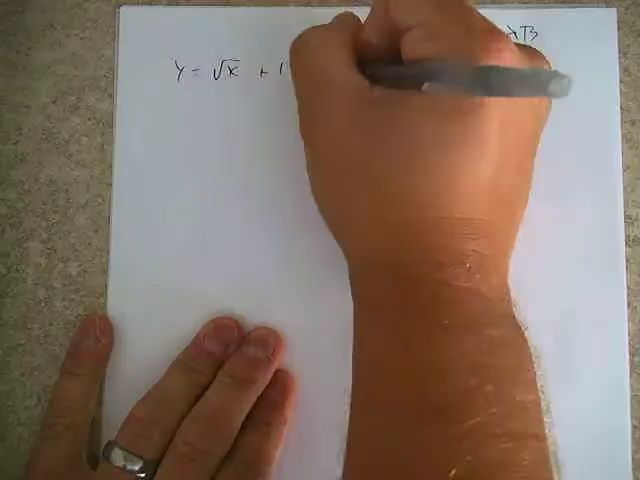 y = √x + 1